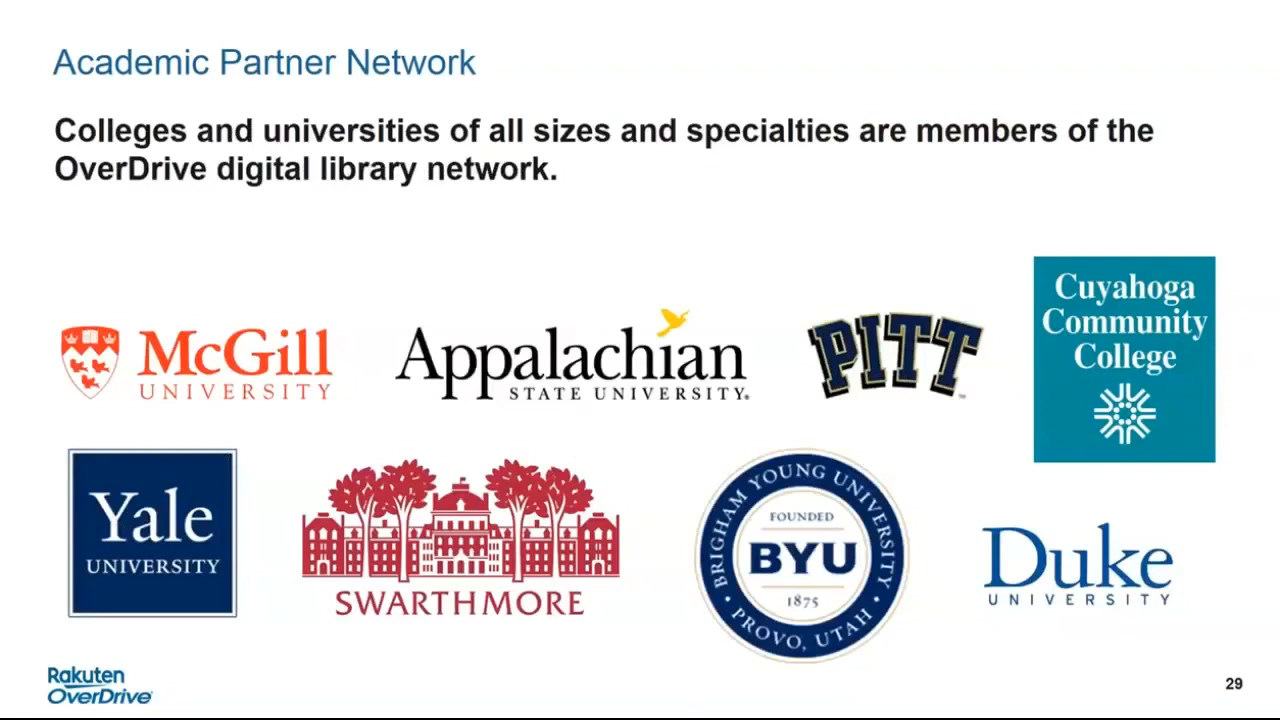 Academic Partner Network
Colleges and universities of all sizes and specialties are members of the
OverDrive digital library network.
McGill
UNIVERSITY
Appalachian
STATE UNIVERSITY®
PITT
™
Cuyahoga
Community
College
Yale
UNIVERSITY
SWARTHMORE
BRIGHAM YOUNG UNIVERSITY
FOUNDED
BYU
1875
• PROVO, UTAH •
Duke
UNIVERSITY
Rakuten
OverDrive®
29